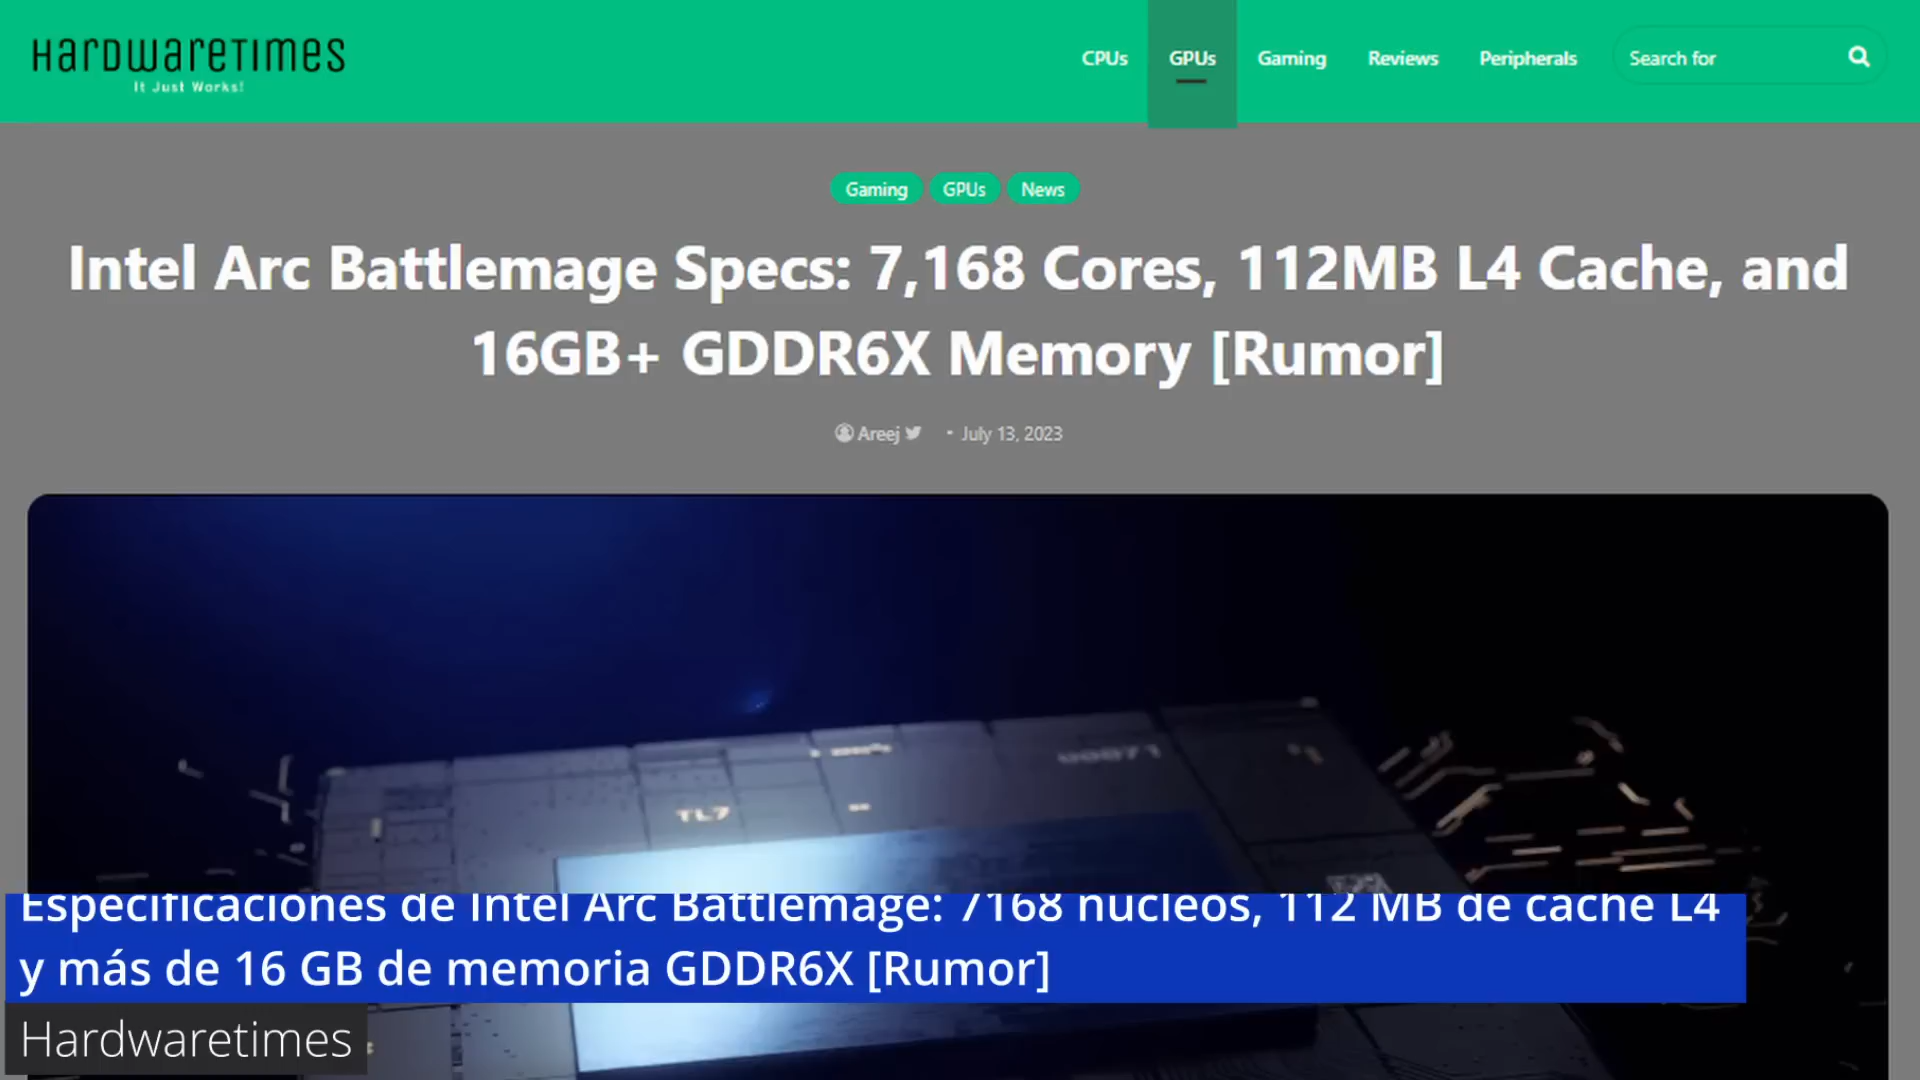 Hardwaretimes
It Just Works!
CPUs GPUs Gaming Reviews Peripherals Search for
Gaming GPUs News
Intel Arc Battlemage Specs: 7,168 Cores, 112MB L4 Cache, and
16GB+ GDDR6X Memory [Rumor]
Areej • July 13, 2023
TL7
Especificaciones de Intel Arc Battlemage: 7168 núcleos, 112 MB de caché L4
y más de 16 GB de memoria GDDR6X [Rumor]
Hardwaretimes